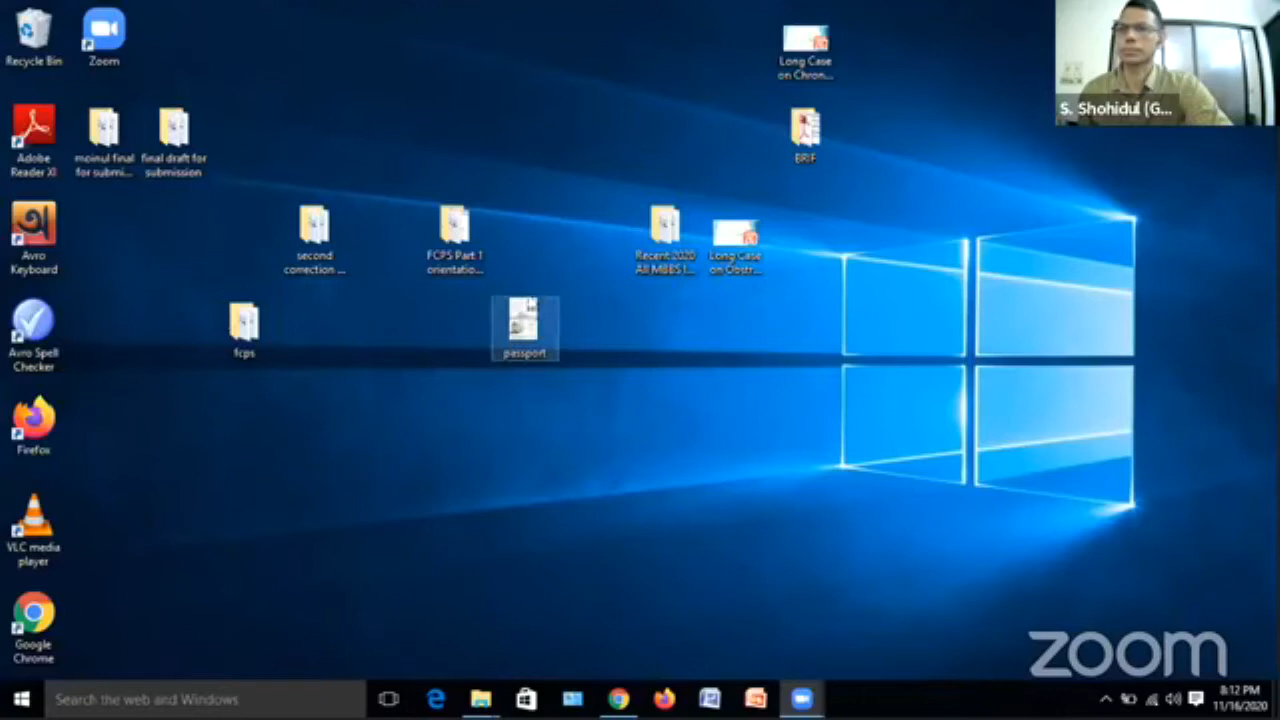 Recycle Bin
Zoom
Long Case
on Chron...
S. Shohidul (G...
Adobe
Reader XI
moinul final
for submi...
final draft for
submission
BRIF
অ
Avro
Keyboard
second
correction ...
FCPS Part 1
orientatio...
Recent 2020
All MBBS I...
Long Case
on Obstr...
Avro Spell
Checker
fcps
passport
Firefox
VLC media
player
Google
Chrome
zoom
Search the web and Windows
8:12 PM
11/16/2020